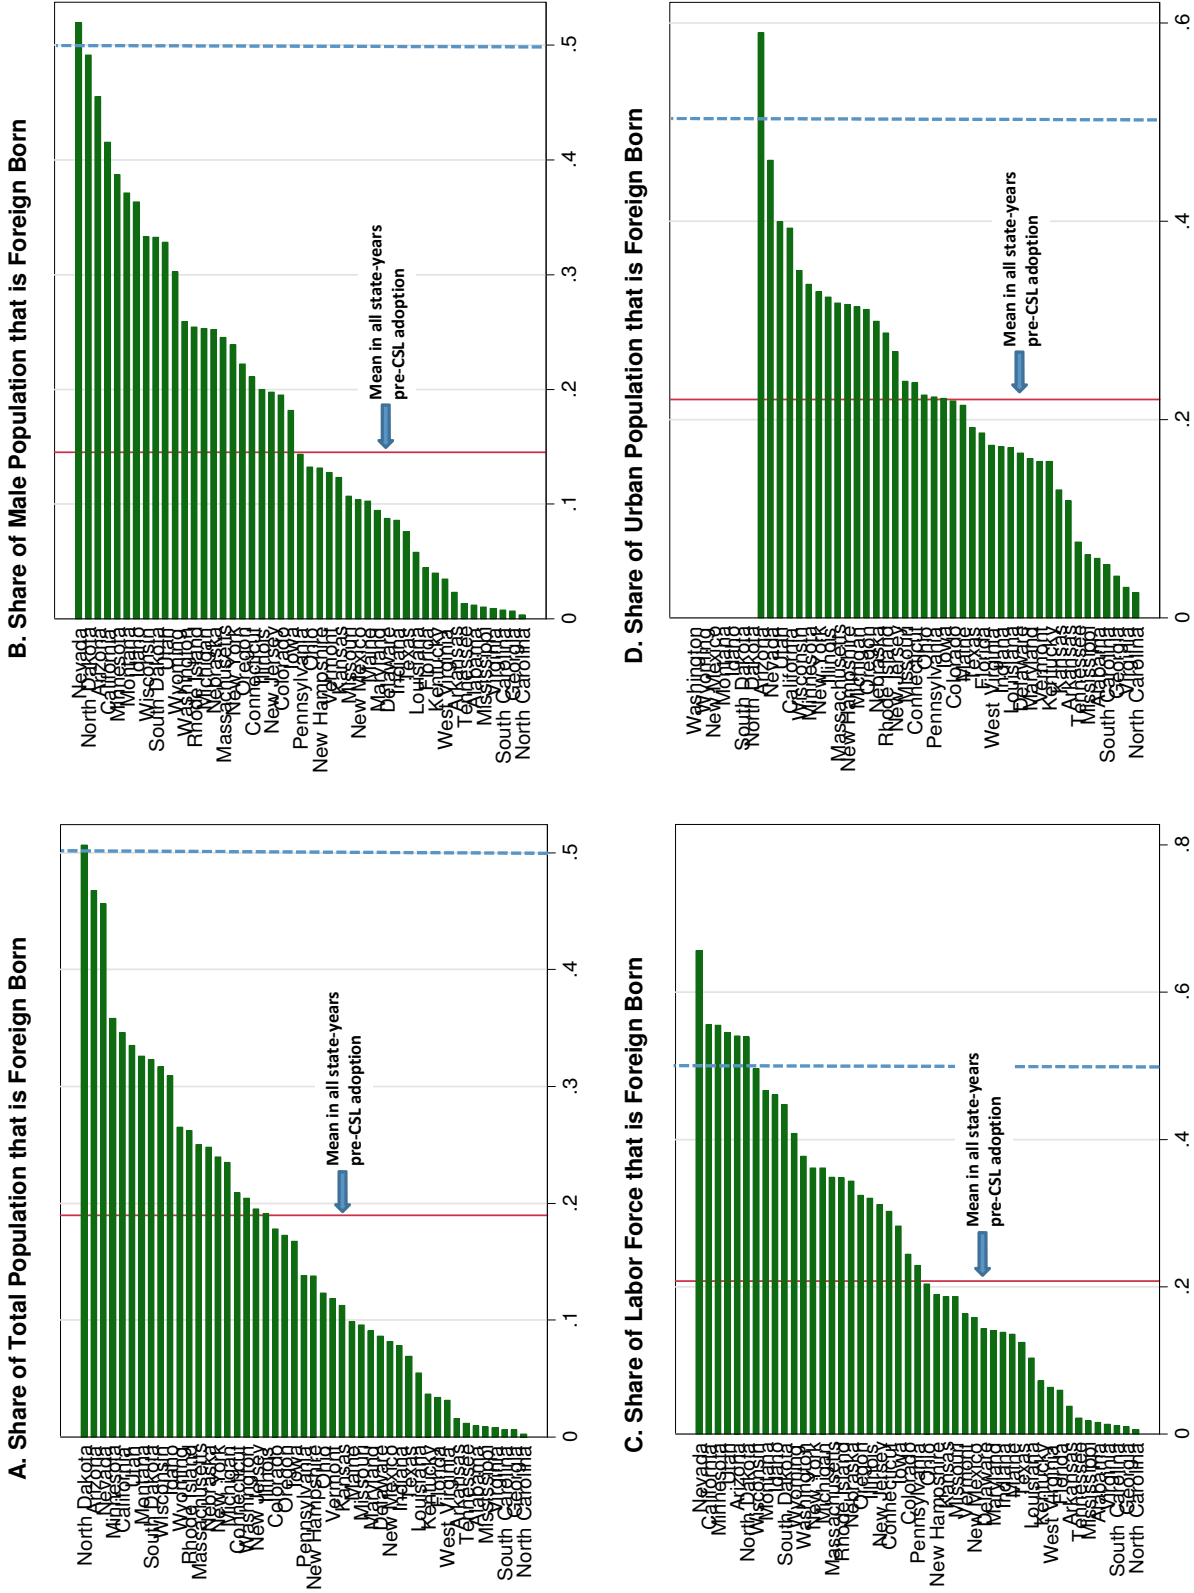 A. Share of Total Population that is Foreign Born
North Dakota
Arizona
Nevada
Minnesota
California
Utah
Montana
South Dakota
Wisconsin
Idaho
Wyoming
Rhode Island
Massachusetts
Nebraska
New York
Michigan
Connecticut
Washington
New Jersey
Illinois
Colorado
Oregon
Iowa
Pennsylvania
New Hampshire
Ohio
Vermont
Kansas
Maine
Missouri
Maryland
Delaware
New Mexico
Indiana
Texas
Louisiana
Kentucky
Florida
West Virginia
Arkansas
Tennessee
Alabama
Mississippi
Virginia
South Carolina
Georgia
North Carolina
0
.1
.2
.3
.4
.5
Mean in all state-years
pre-CSL adoption
B. Share of Male Population that is Foreign Born
Nevada
North Dakota
Arizona
California
Minnesota
Montana
Idaho
Wisconsin
South Dakota
Utah
Wyoming
Washington
Rhode Island
Michigan
Nebraska
Massachusetts
New York
Oregon
Connecticut
Illinois
New Jersey
Colorado
Iowa
Pennsylvania
Ohio
New Hampshire
Vermont
Kansas
Missouri
New Mexico
Maine
Maryland
Delaware
Indiana
Texas
Louisiana
Florida
Kentucky
West Virginia
Arkansas
Tennessee
Alabama
Mississippi
Virginia
South Carolina
Georgia
North Carolina
0
.1
.2
.3
.4
.5
Mean in all state-years
pre-CSL adoption
C. Share of Labor Force that is Foreign Born
Nevada
California
Minnesota
Utah
Arizona
North Dakota
Wisconsin
Montana
Idaho
South Dakota
Wyoming
Washington
New York
Michigan
Massachusetts
Rhode Island
Nebraska
Oregon
Illinois
New Jersey
Connecticut
Iowa
Colorado
Pennsylvania
Ohio
New Hampshire
Kansas
Missouri
Vermont
New Mexico
Delaware
Maryland
Indiana
Maine
Texas
Louisiana
Kentucky
West Virginia
Florida
Arkansas
Tennessee
Mississippi
Alabama
Virginia
South Carolina
Georgia
North Carolina
0
.2
.4
.6
.8
Mean in all state-years
pre-CSL adoption
D. Share of Urban Population that is Foreign Born
Washington
Wyoming
New Mexico
Montana
Idaho
South Dakota
North Dakota
Arizona
Nevada
Utah
California
Wisconsin
Minnesota
New York
Illinois
Massachusetts
New Hampshire
Michigan
Oregon
Nebraska
Rhode Island
New Jersey
Missouri
Connecticut
Ohio
Pennsylvania
Iowa
Colorado
Maine
Texas
Florida
West Virginia
Indiana
Louisiana
Delaware
Maryland
Vermont
Kentucky
Kansas
Arkansas
Tennessee
Mississippi
Alabama
South Carolina
Georgia
Virginia
North Carolina
0
.2
.4
.6
Mean in all state-years
pre-CSL adoption